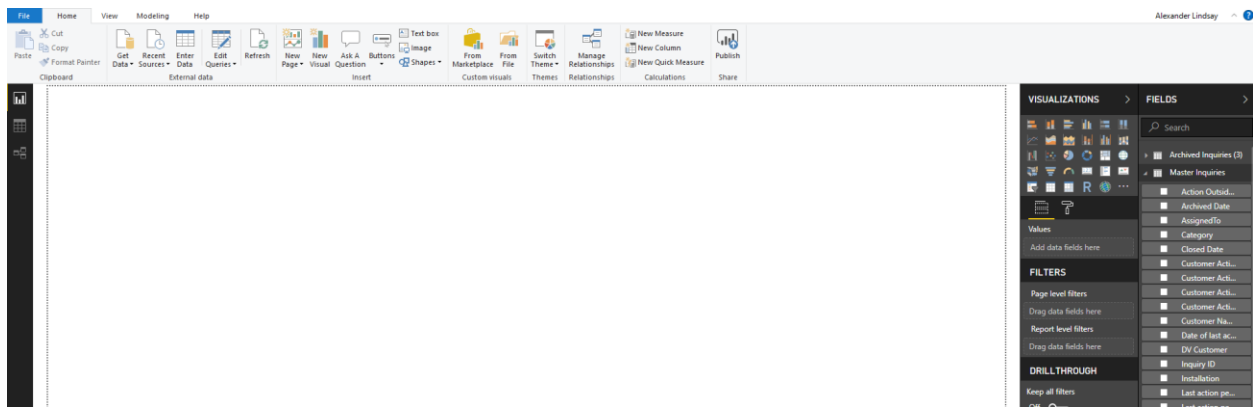 File Home View Modeling Help Alexander Lindsay
Cut
Copy
Format Painter
Paste
Clipboard
Get Data
Recent Sources
Enter Data
Edit Queries
Refresh
External data
New Page
New Visual
Ask A Question
Buttons
Text box
Image
Shapes
Insert
From Marketplace
From File
Custom visuals
Switch Theme
Themes
Manage Relationships
Relationships
New Measure
New Column
New Quick Measure
Calculations
Publish
Share
VISUALIZATIONS
R
Values
Add data fields here
FILTERS
Page level filters
Drag data fields here
Report level filters
Drag data fields here
DRILLTHROUGH
Keep all filters
Off
FIELDS
Search
Archived Inquiries (3)
Master Inquiries
Action Outsid...
Archived Date
AssignedTo
Category
Closed Date
Customer Acti...
Customer Acti...
Customer Acti...
Customer Acti...
Customer Na...
Date of last ac...
DV Customer
Inquiry ID
Installation
Last action pe...